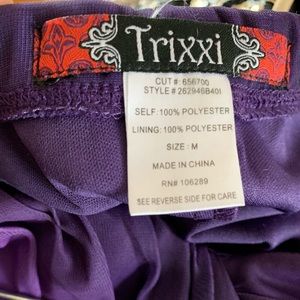 Trixxi
CUT #: 656700
STYLE # 262946B40I
SELF: 100% POLYESTER
LINING: 100% POLYESTER
SIZE: M
MADE IN CHINA
RN# 106289
SEE REVERSE SIDE FOR CARE